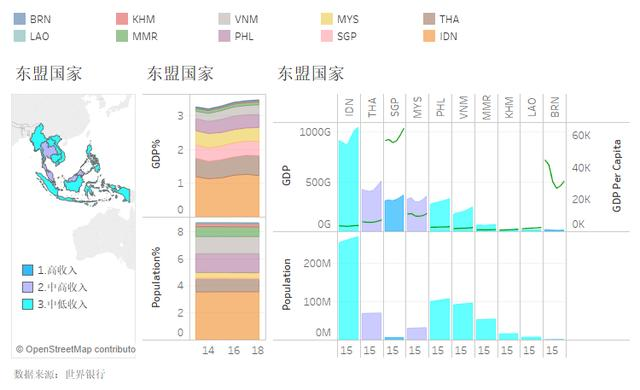 BRN KHM VNM MYS THA
LAO MMR PHL SGP IDN
东盟国家 东盟国家 东盟国家
IDN THA SGP MYS PHL VNM MMR KHM LAO BRN
GDP%
3
2
1
0
GDP
1000G
500G
0G
60K
40K
20K
0K
GDP Per Capita
Population%
8
6
4
2
0
Population
200M
100M
0M
1.高收入
2.中高收入
3.中低收入
© OpenStreetMap contributo
14 16 18
15 15 15 15 15 15 15 15 15 15
数据来源：世界银行